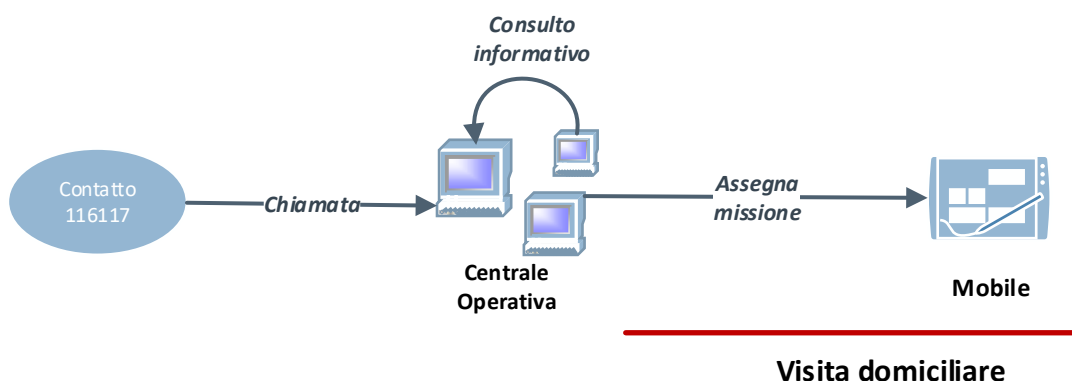 Consulto
informativo
Contatto
116117
Chiamata
Assegna
missione
Centrale
Operativa
Mobile
Visita domiciliare